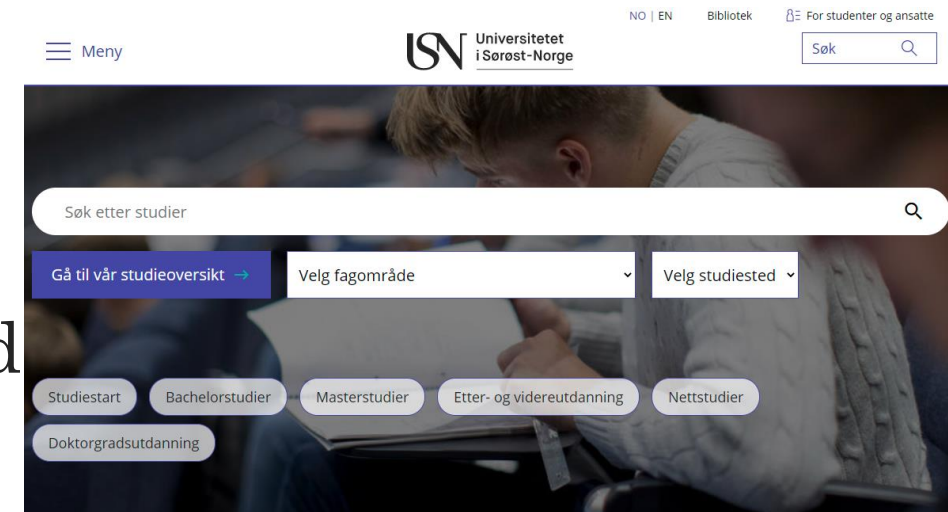 NO | EN Bibliotek For studenter og ansatte
Meny
USN Universitetet
i Sørøst-Norge
Søk
Søk etter studier
Gå til vår studieoversikt → Velg fagområde Velg studiested
d
Studiestart Bachelorstudier Masterstudier Etter- og videreutdanning Nettstudier
Doktorgradsutdanning